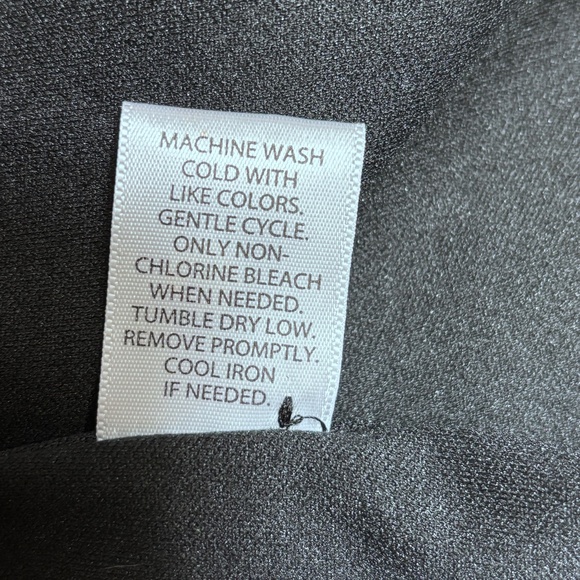 MACHINE WASH
COLD WITH
LIKE COLORS.
GENTLE CYCLE.
ONLY NON-
CHLORINE BLEACH
WHEN NEEDED.
TUMBLE DRY LOW.
REMOVE PROMPTLY.
COOL IRON
IF NEEDED.